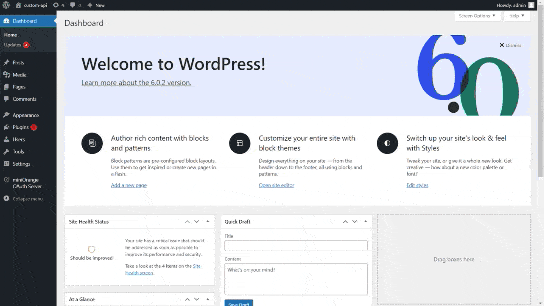 custom-api
New
Howdy, admin
Dashboard
Home
Updates
Posts
Media
Pages
Comments
Appearance
Plugins
Users
Tools
Settings
miniOrange
OAuth Server
Collapse menu
Dashboard
Screen Options
Help
Dismiss
Welcome to WordPress!
Learn more about the 6.0.2 version.
6.0
Author rich content with blocks
and patterns
Block patterns are pre-configured block layouts.
Use them to get inspired or create new pages in
a flash.
Add a new page
Customize your entire site with
block themes
Design everything on your site — from the
header down to the footer, all using blocks and
patterns.
Open site editor
Switch up your site's look & feel
with Styles
Tweak your site, or give it a whole new look. Get
creative — how about a new color palette or
font?
Edit styles
Site Health Status
Should be improved
Your site has a critical issue that should
be addressed as soon as possible to
improve its performance and security.
Take a look at the 4 items on the Site
Health screen.
At a Glance
Quick Draft
Title
Content
What's on your mind?
Save Draft
Drag boxes here